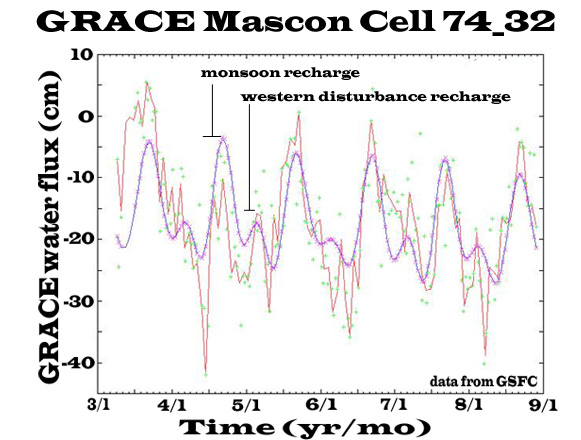 GRACE Mascon Cell 74_32
10
monsoon recharge
western disturbance recharge
0
-10
-20
-30
-40
GRACE water flux (cm)
data from GSFC
3/1 4/1 5/1 6/1 7/1 8/1 9/1
Time (yr/mo)